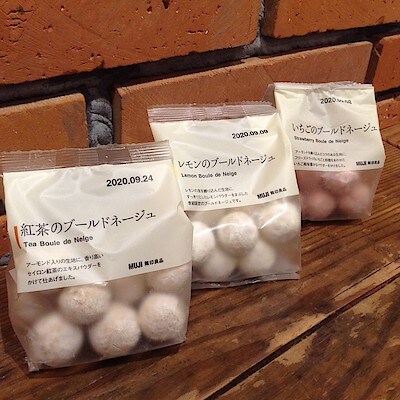 2020.09.24
紅茶のブールドネージュ
Tea Boule de Neige
アーモンド入りの生地に、香り高い
セイロン紅茶のエキスパウダーを
かけて仕上げました。
MUJI 無印良品
2020.09.09
レモンのブールドネージュ
Lemon Boule de Neige
MUJI 無印良品
いちごのブールドネージュ
Strawberry Boule de Neige
MUJI 無印良品